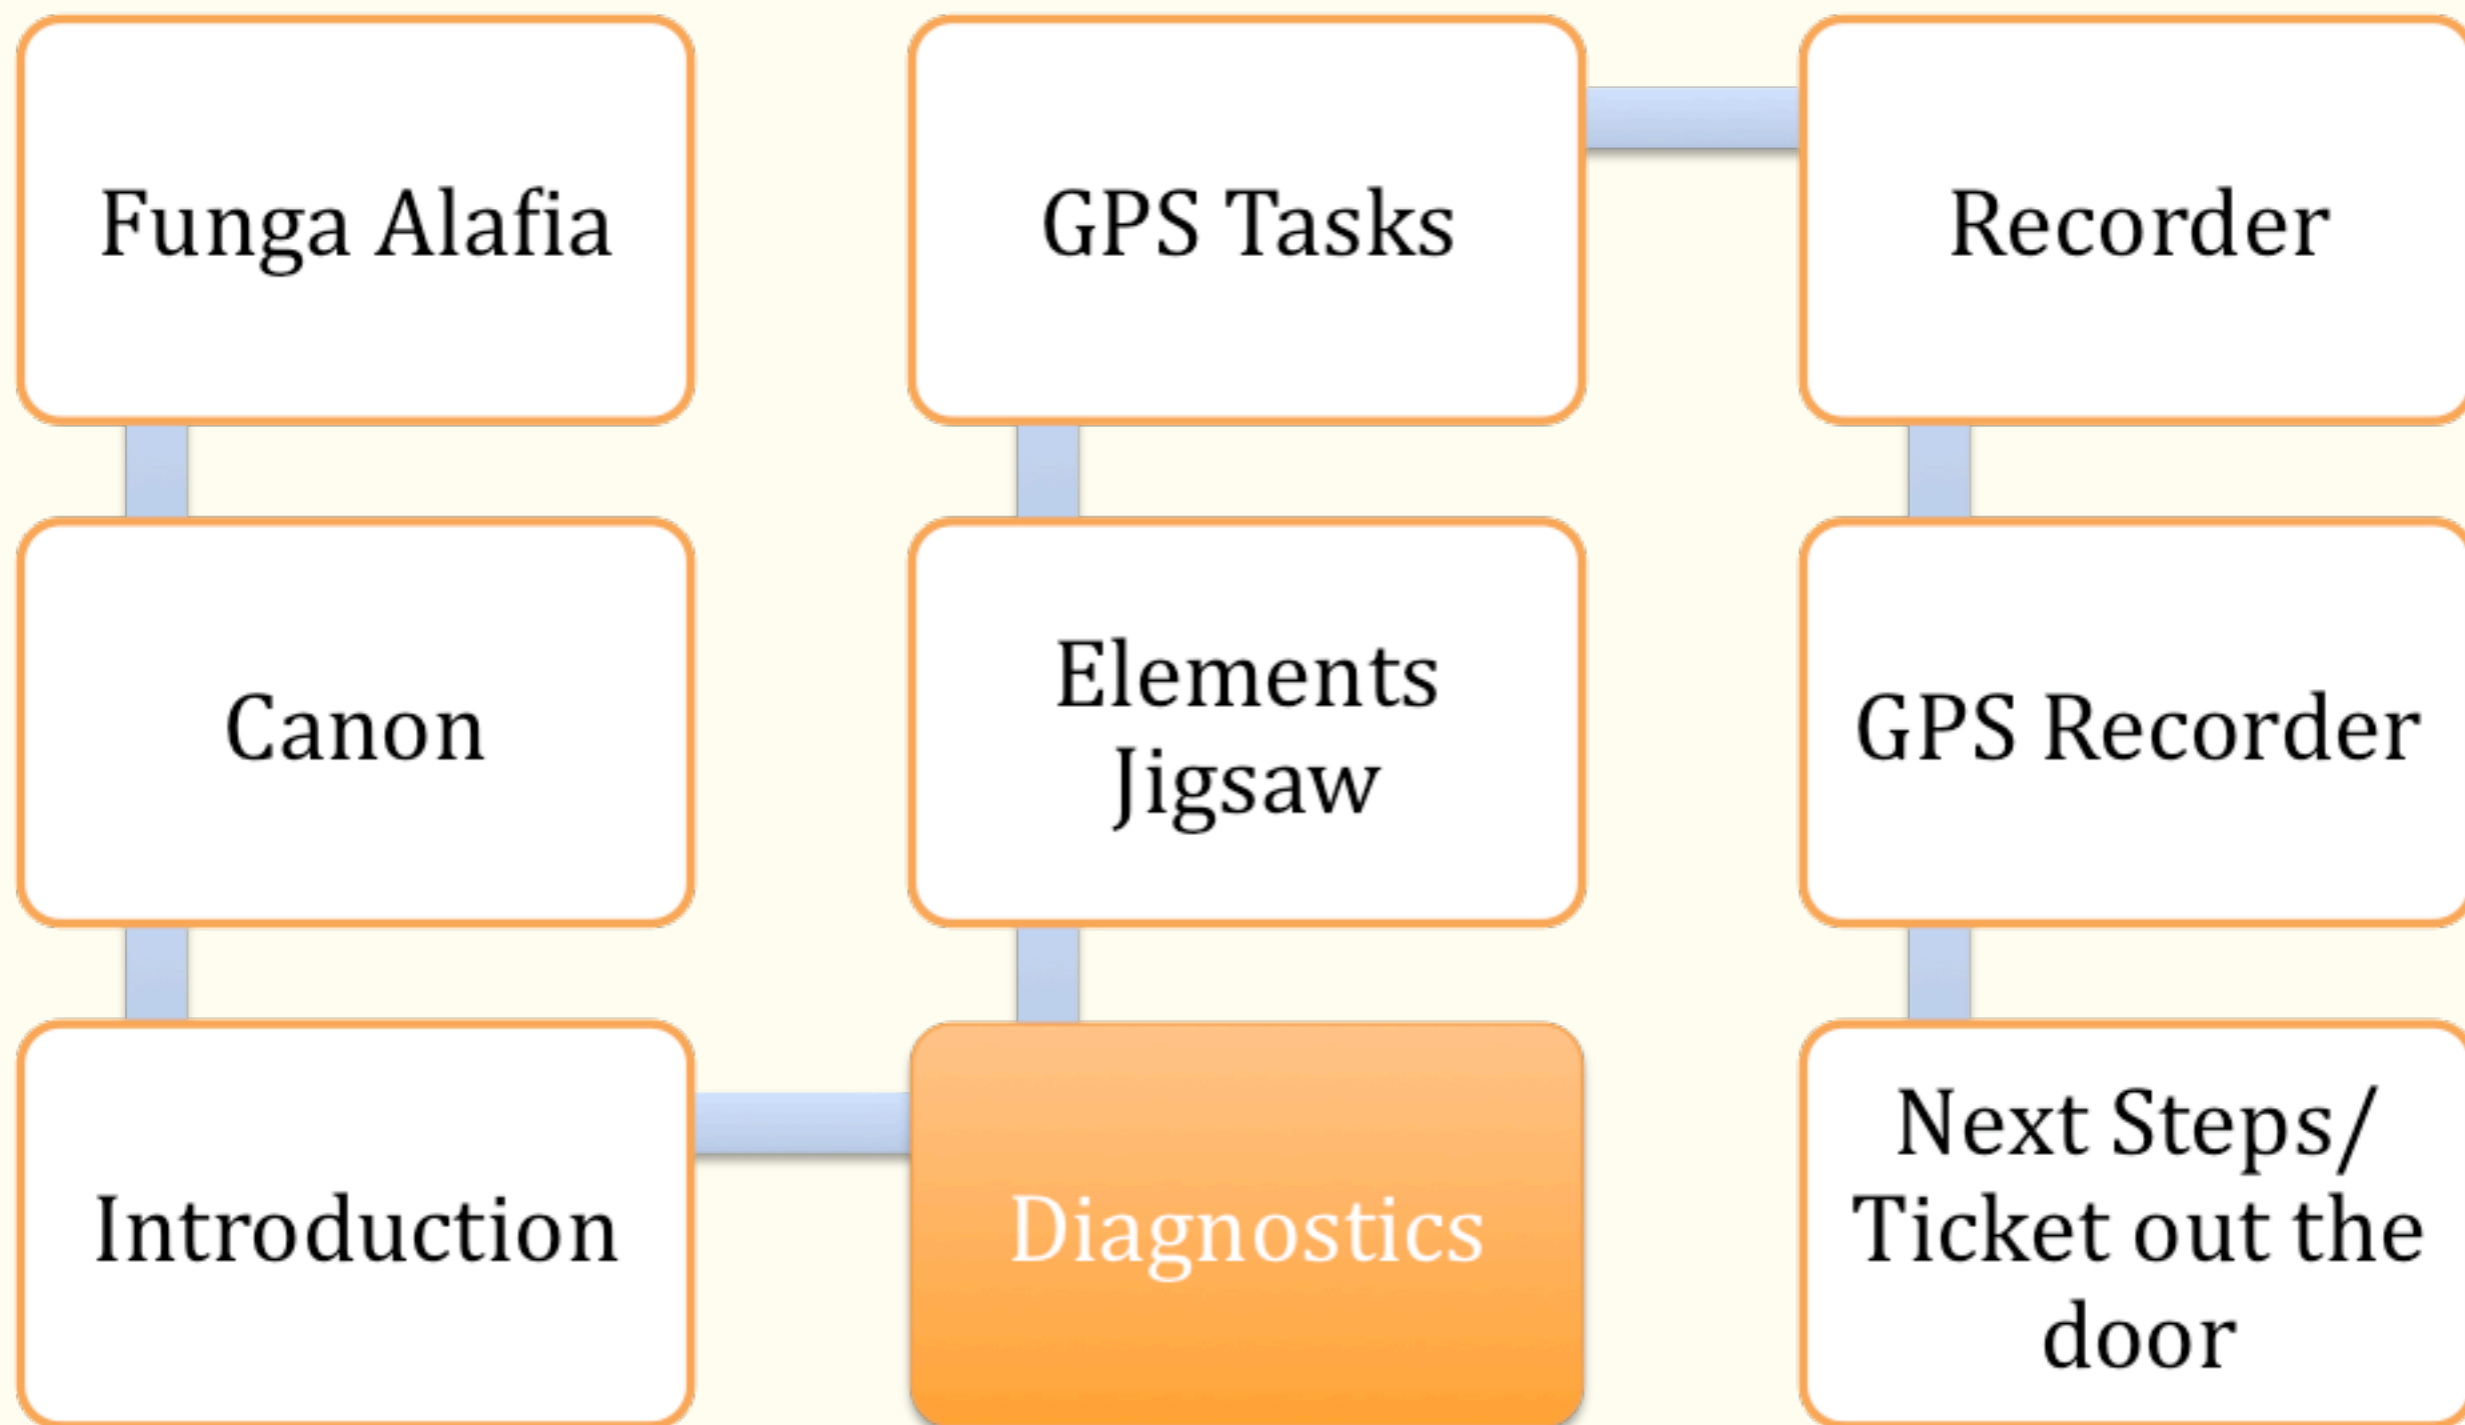 Funga Alafia
Canon
Introduction
Diagnostics
Elements
Jigsaw
GPS Tasks
Recorder
GPS Recorder
Next Steps/
Ticket out the
door